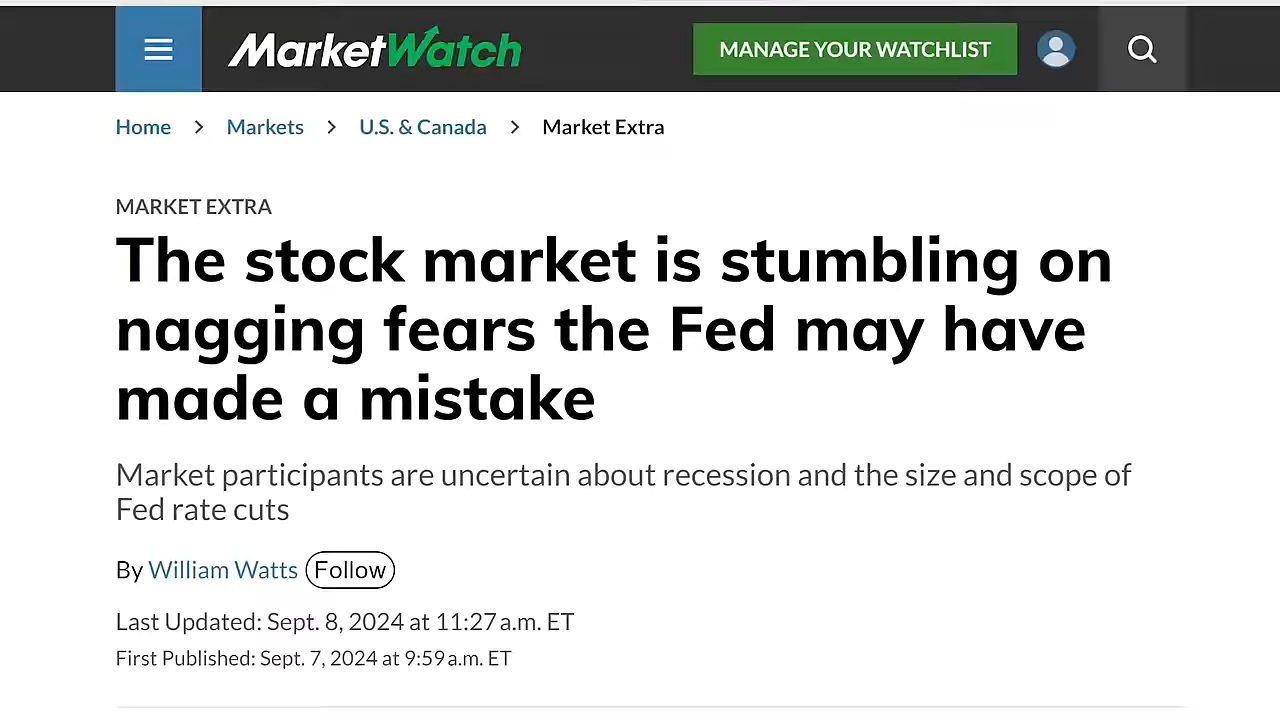 MarketWatch
MANAGE YOUR WATCHLIST
Home > Markets > U.S. & Canada > Market Extra
MARKET EXTRA
The stock market is stumbling on
nagging fears the Fed may have
made a mistake
Market participants are uncertain about recession and the size and scope of
Fed rate cuts
By William Watts Follow
Last Updated: Sept. 8, 2024 at 11:27 a.m. ET
First Published: Sept. 7, 2024 at 9:59 a.m. ET